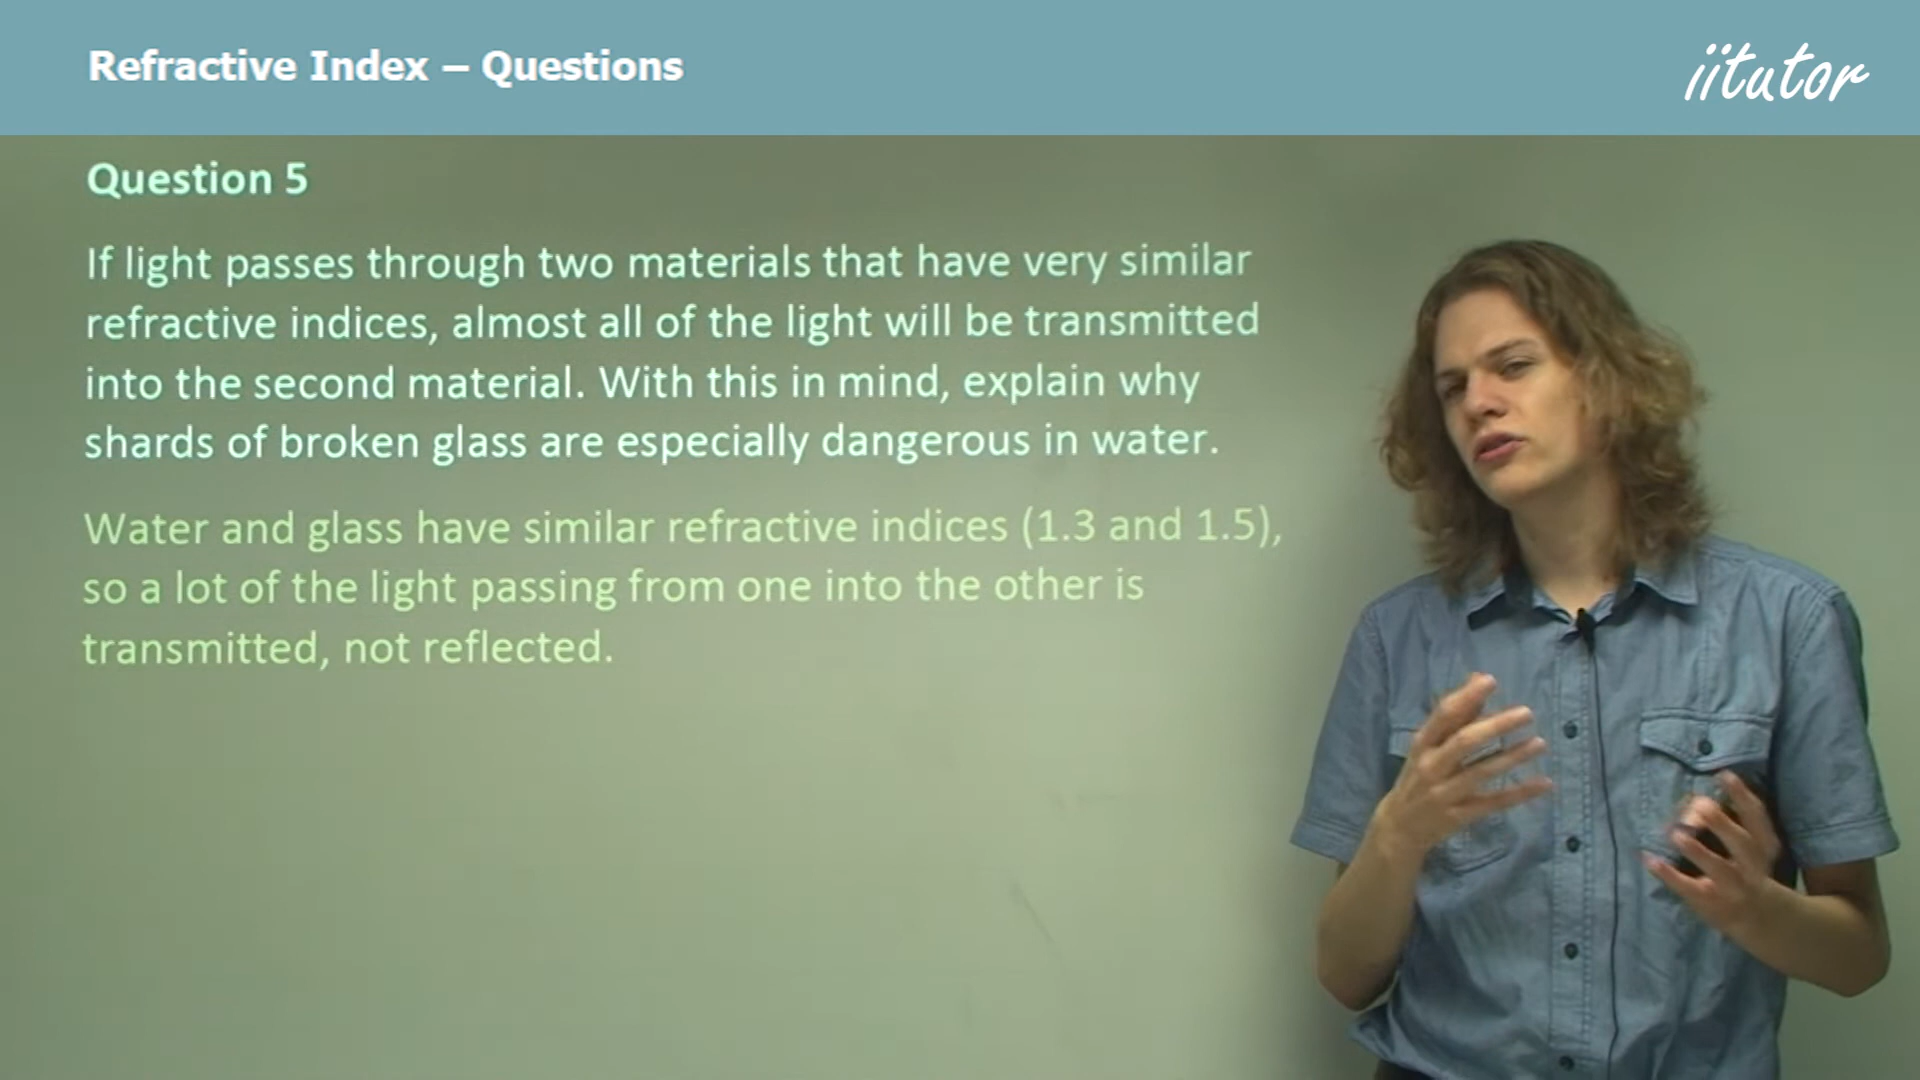 Refractive Index – Questions
iitutor
Question 5
If light passes through two materials that have very similar
refractive indices, almost all of the light will be transmitted
into the second material. With this in mind, explain why
shards of broken glass are especially dangerous in water.
Water and glass have similar refractive indices (1.3 and 1.5),
so a lot of the light passing from one into the other is
transmitted, not reflected.